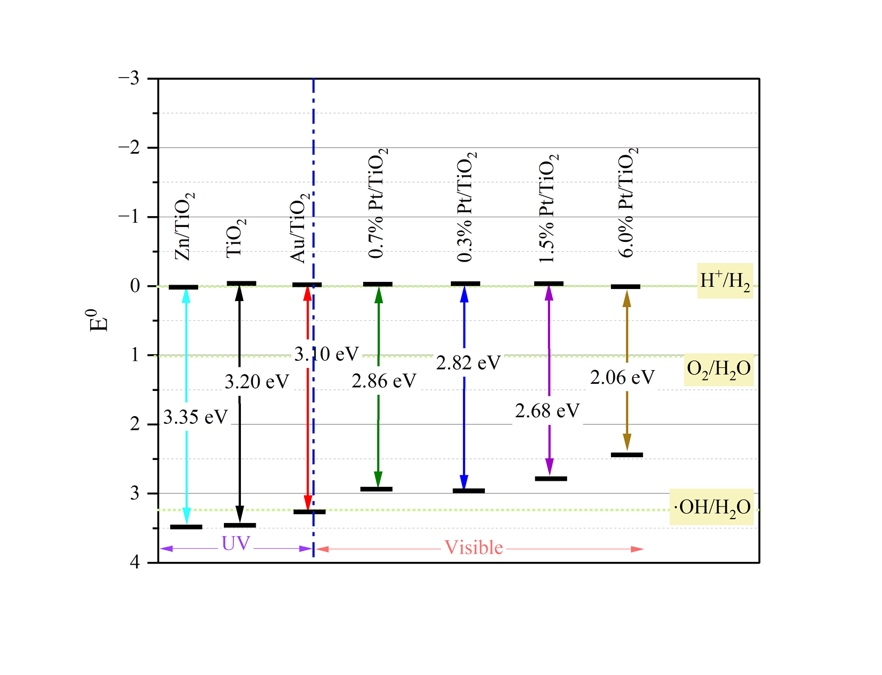 −3
−2
−1
0
1
2
3
4
E⁰
Zn/TiO₂
TiO₂
Au/TiO₂
0.7% Pt/TiO₂
0.3% Pt/TiO₂
1.5% Pt/TiO₂
6.0% Pt/TiO₂
H⁺/H₂
O₂/H₂O
·OH/H₂O
3.35 eV
3.20 eV
3.10 eV
2.86 eV
2.82 eV
2.68 eV
2.06 eV
UV
Visible